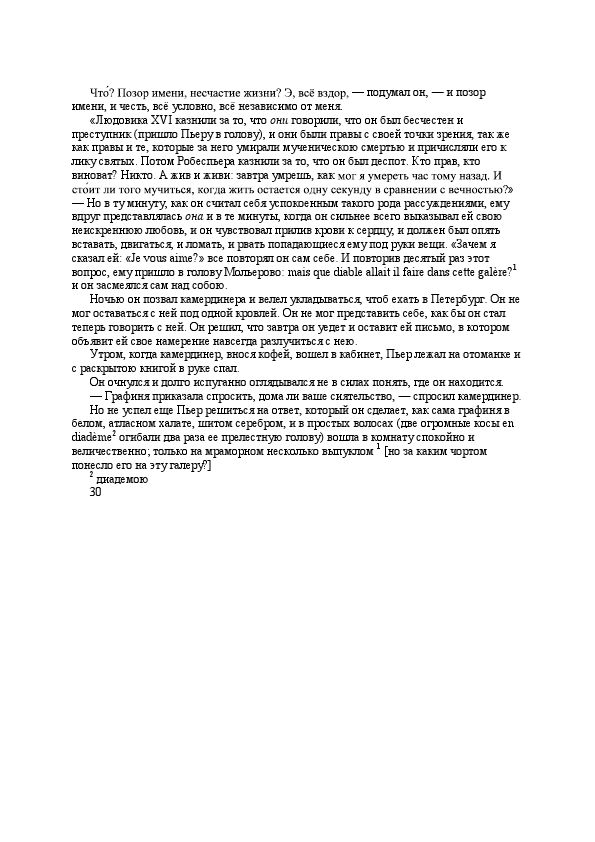 Что́? Позор имени, несчастие жизни? Э, всё вздор, — подумал он, — и позор
имени, и честь, всё условно, всё независимо от меня.
«Людовика XVI казнили за то, что они говорили, что он был бесчестен и
преступник (пришло Пьеру в голову), и они были правы с своей точки зрения, так же
как правы и те, которые за него умирали мученическою смертью и причисляли его к
лику святых. Потом Робеспьера казнили за то, что он был деспот. Кто прав, кто
виноват? Никто. А жив и живи: завтра умрешь, как мог я умереть час тому назад. И
сто́ит ли того мучиться, когда жить остается одну секунду в сравнении с вечностью?»
— Но в ту минуту, как он считал себя успокоенным такого рода рассуждениями, ему
вдруг представлялась она и в те минуты, когда он сильнее всего выказывал ей свою
неискреннюю любовь, и он чувствовал прилив крови к сердцу, и должен был опять
вставать, двигаться, и ломать, и рвать попадающиеся ему под руки вещи. «Зачем я
сказал ей: «Je vous aime?» все повторял он сам себе. И повторив десятый раз этот
вопрос, ему пришло в голову Мольерово: mais que diable allait il faire dans cette galère?1
и он засмеялся сам над собою.
Ночью он позвал камердинера и велел укладываться, чтоб ехать в Петербург. Он не
мог оставаться с ней под одной кровлей. Он не мог представить себе, как бы он стал
теперь говорить с ней. Он решил, что завтра он уедет и оставит ей письмо, в котором
объявит ей свое намерение навсегда разлучиться с нею.
Утром, когда камердинер, внося кофей, вошел в кабинет, Пьер лежал на отоманке и
с раскрытою книгой в руке спал.
Он очнулся и долго испуганно оглядывался не в силах понять, где он находится.
— Графиня приказала спросить, дома ли ваше сиятельство, — спросил камердинер.
Но не успел еще Пьер решиться на ответ, который он сделает, как сама графиня в
белом, атласном халате, шитом серебром, и в простых волосах (две огромные косы en
diadème2 огибали два раза ее прелестную голову) вошла в комнату спокойно и
величественно; только на мраморном несколько выпуклом 1 [но за каким чортом
понесло его на эту галеру?]
2 диадемою
30